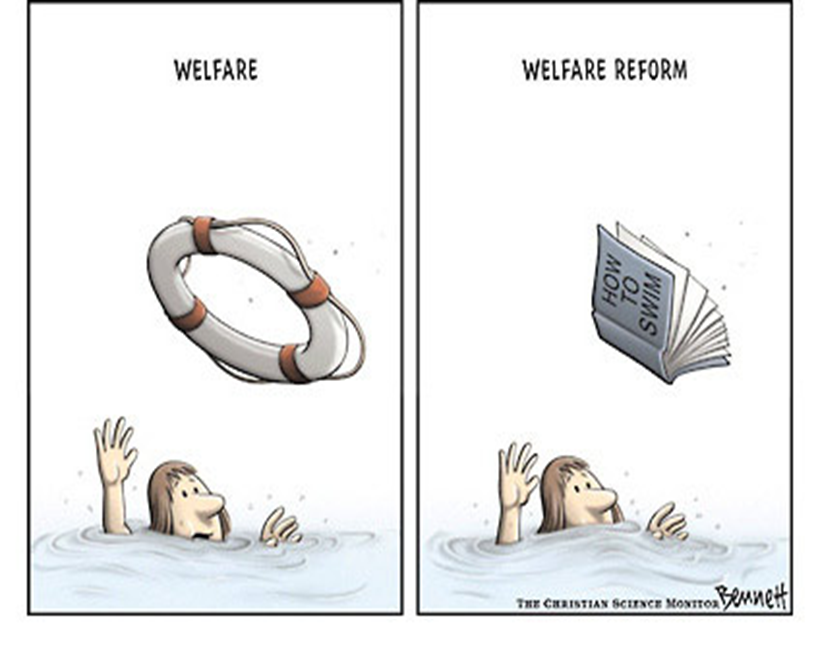 WELFARE
WELFARE REFORM
HOW
TO
SWIM
THE CHRISTIAN SCIENCE MONITOR
Bennett